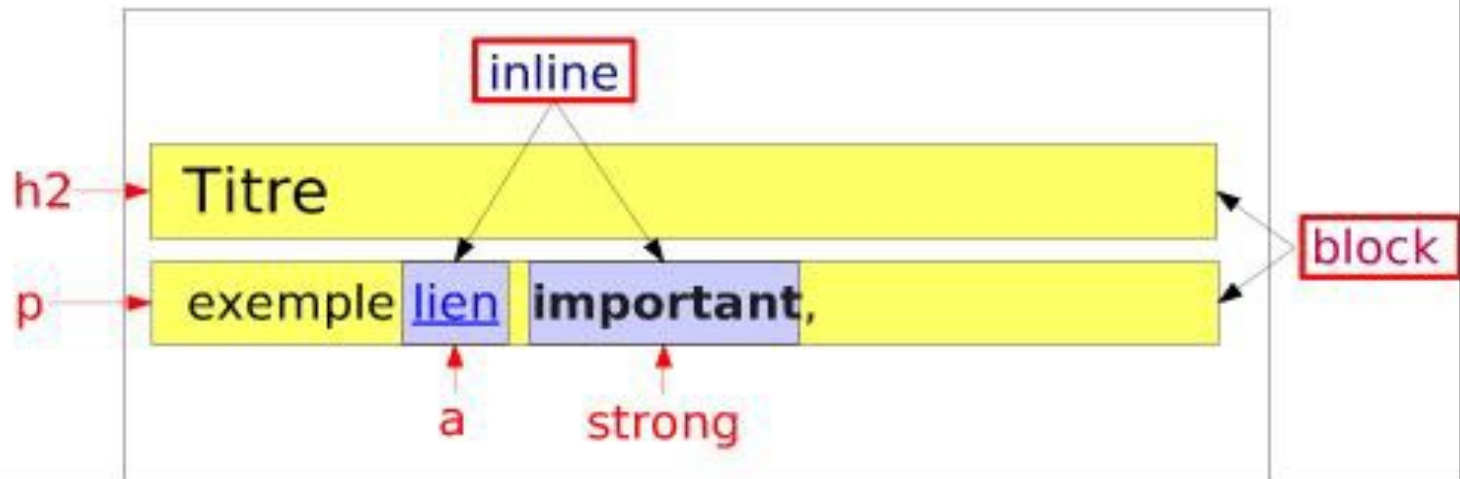 inline
h2 Titre
block
p exemple lien important,
a strong